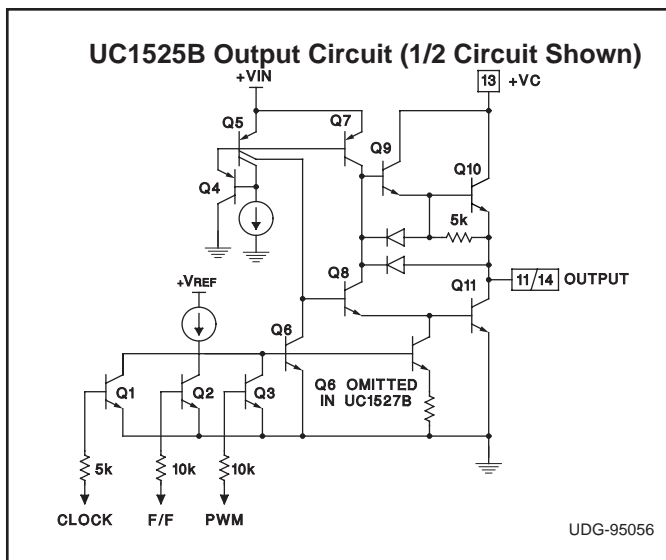 UC1525B Output Circuit (1/2 Circuit Shown)
+VIN
13 +VC
Q5
Q7
Q9
Q10
Q4
5k
+VREF
Q8
11/14 OUTPUT
Q11
Q6
Q1
Q2
Q3
Q6 OMITTED
IN UC1527B
5k
10k
10k
CLOCK
F/F
PWM
UDG-95056